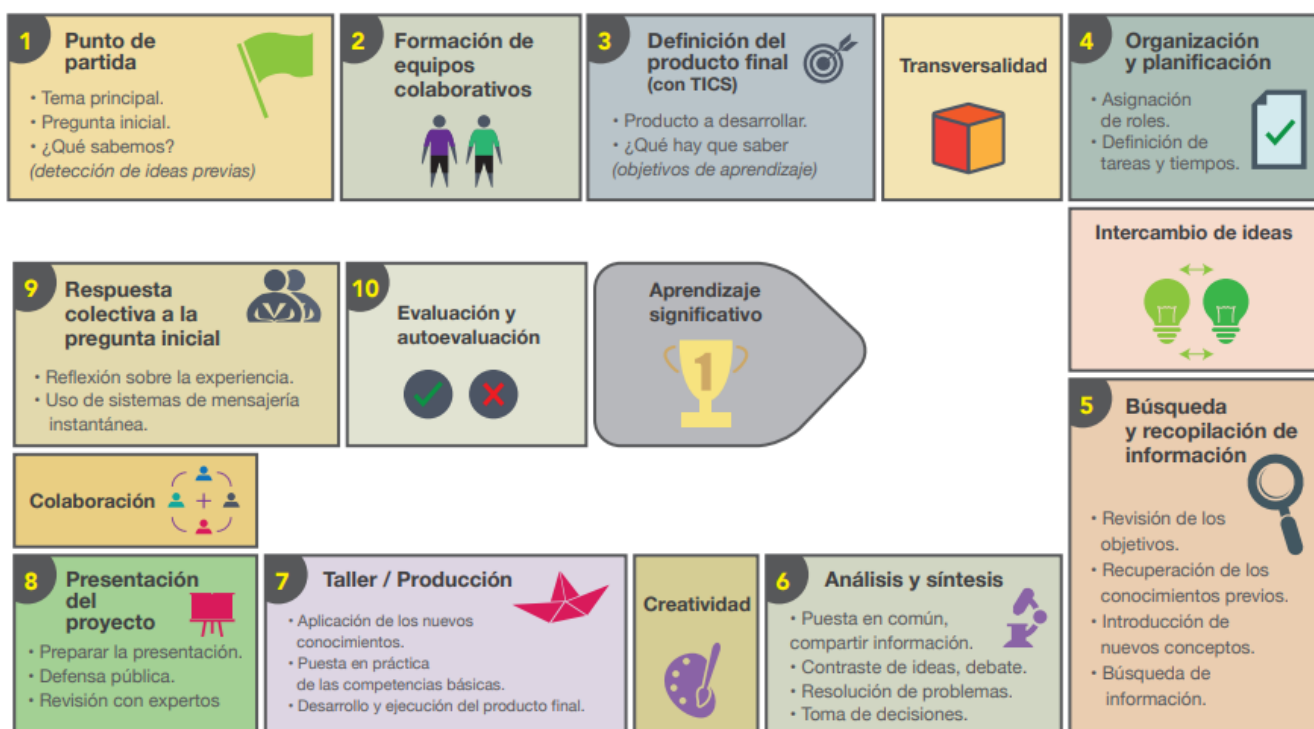 1
Punto de
partida
• Tema principal.
• Pregunta inicial.
• ¿Qué sabemos?
(detección de ideas previas)
2
Formación de
equipos
colaborativos
3
Definición del
producto final
(con TICS)
• Producto a desarrollar.
• ¿Qué hay que saber
(objetivos de aprendizaje)
Transversalidad
4
Organización
y planificación
• Asignación
de roles.
• Definición de
tareas y tiempos.
Intercambio de ideas
5
Búsqueda
y recopilación de
información
• Revisión de los
objetivos.
• Recuperación de los
conocimientos previos.
• Introducción de
nuevos conceptos.
• Búsqueda de
información.
6
Análisis y síntesis
• Puesta en común,
compartir información.
• Contraste de ideas, debate.
• Resolución de problemas.
• Toma de decisiones.
Creatividad
7
Taller / Producción
• Aplicación de los nuevos
conocimientos.
• Puesta en práctica
de las competencias básicas.
• Desarrollo y ejecución del producto final.
8
Presentación
del
proyecto
• Preparar la presentación.
• Defensa pública.
• Revisión con expertos
Colaboración
9
Respuesta
colectiva a la
pregunta inicial
• Reflexión sobre la experiencia.
• Uso de sistemas de mensajería
instantánea.
10
Evaluación y
autoevaluación
Aprendizaje
significativo
1